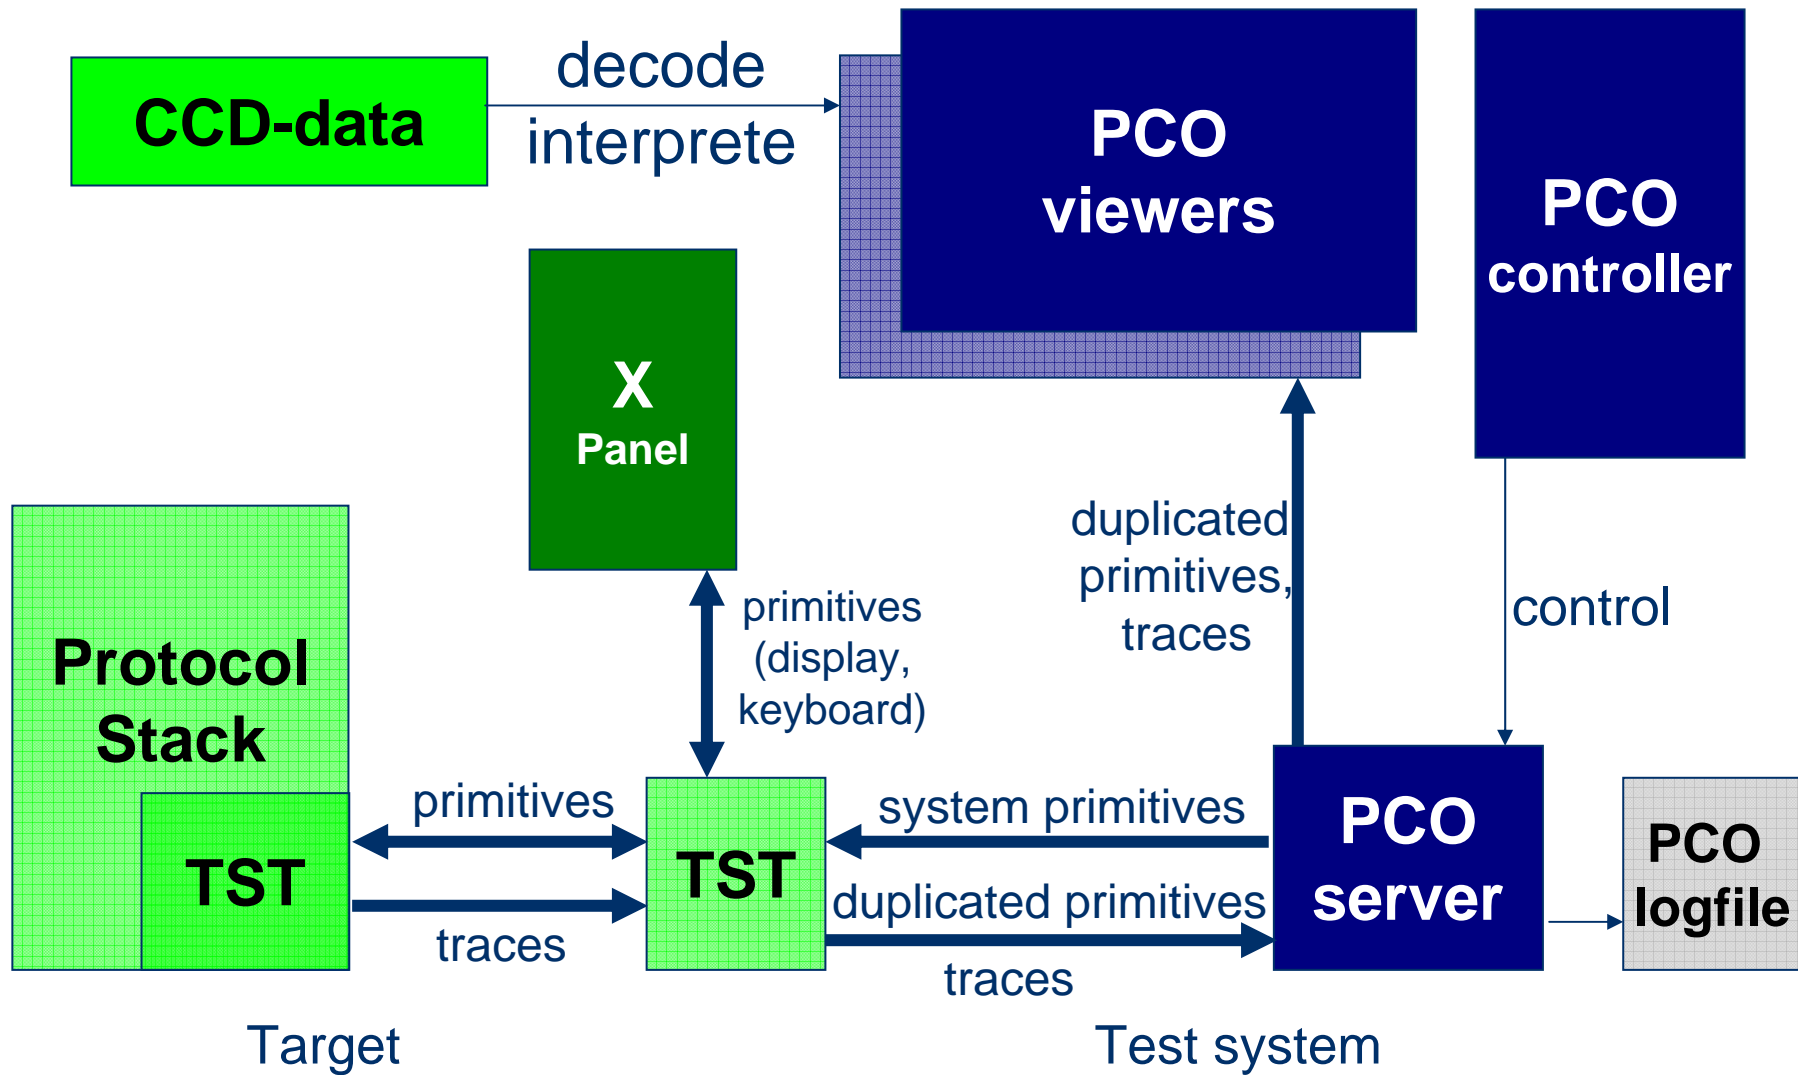 CCD-data
decode
interprete
PCO
viewers
PCO
controller
X
Panel
primitives
(display,
keyboard)
duplicated
primitives,
traces
control
Protocol
Stack
TST
primitives
traces
TST
system primitives
duplicated primitives
traces
PCO
server
PCO
logfile
Target
Test system